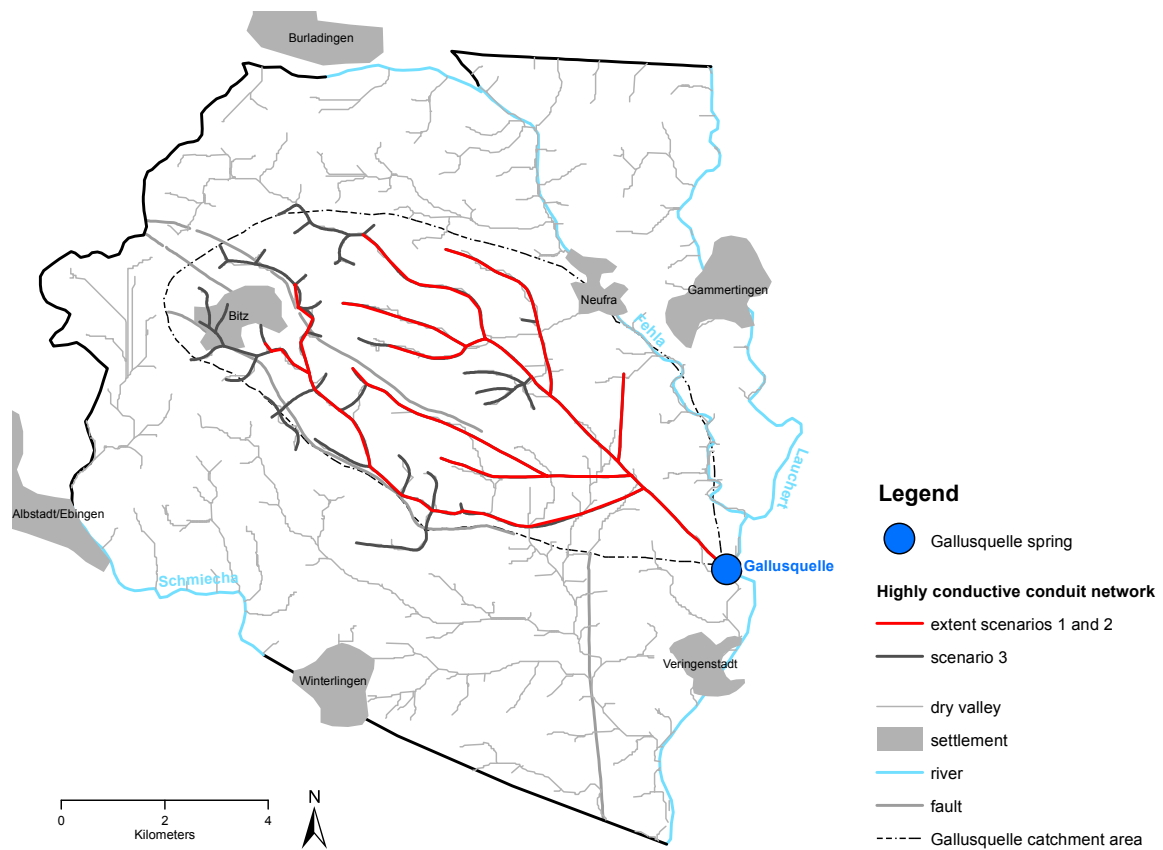 Burladingen
Neufra
Gammertingen
Bitz
Fehla
Lauchert
Albstadt/Ebingen
Schmiecha
Gallusquelle
Winterlingen
Veringenstadt
N
0 2 4
Kilometers
Legend
Gallusquelle spring
Highly conductive conduit network
extent scenarios 1 and 2
scenario 3
dry valley
settlement
river
fault
Gallusquelle catchment area